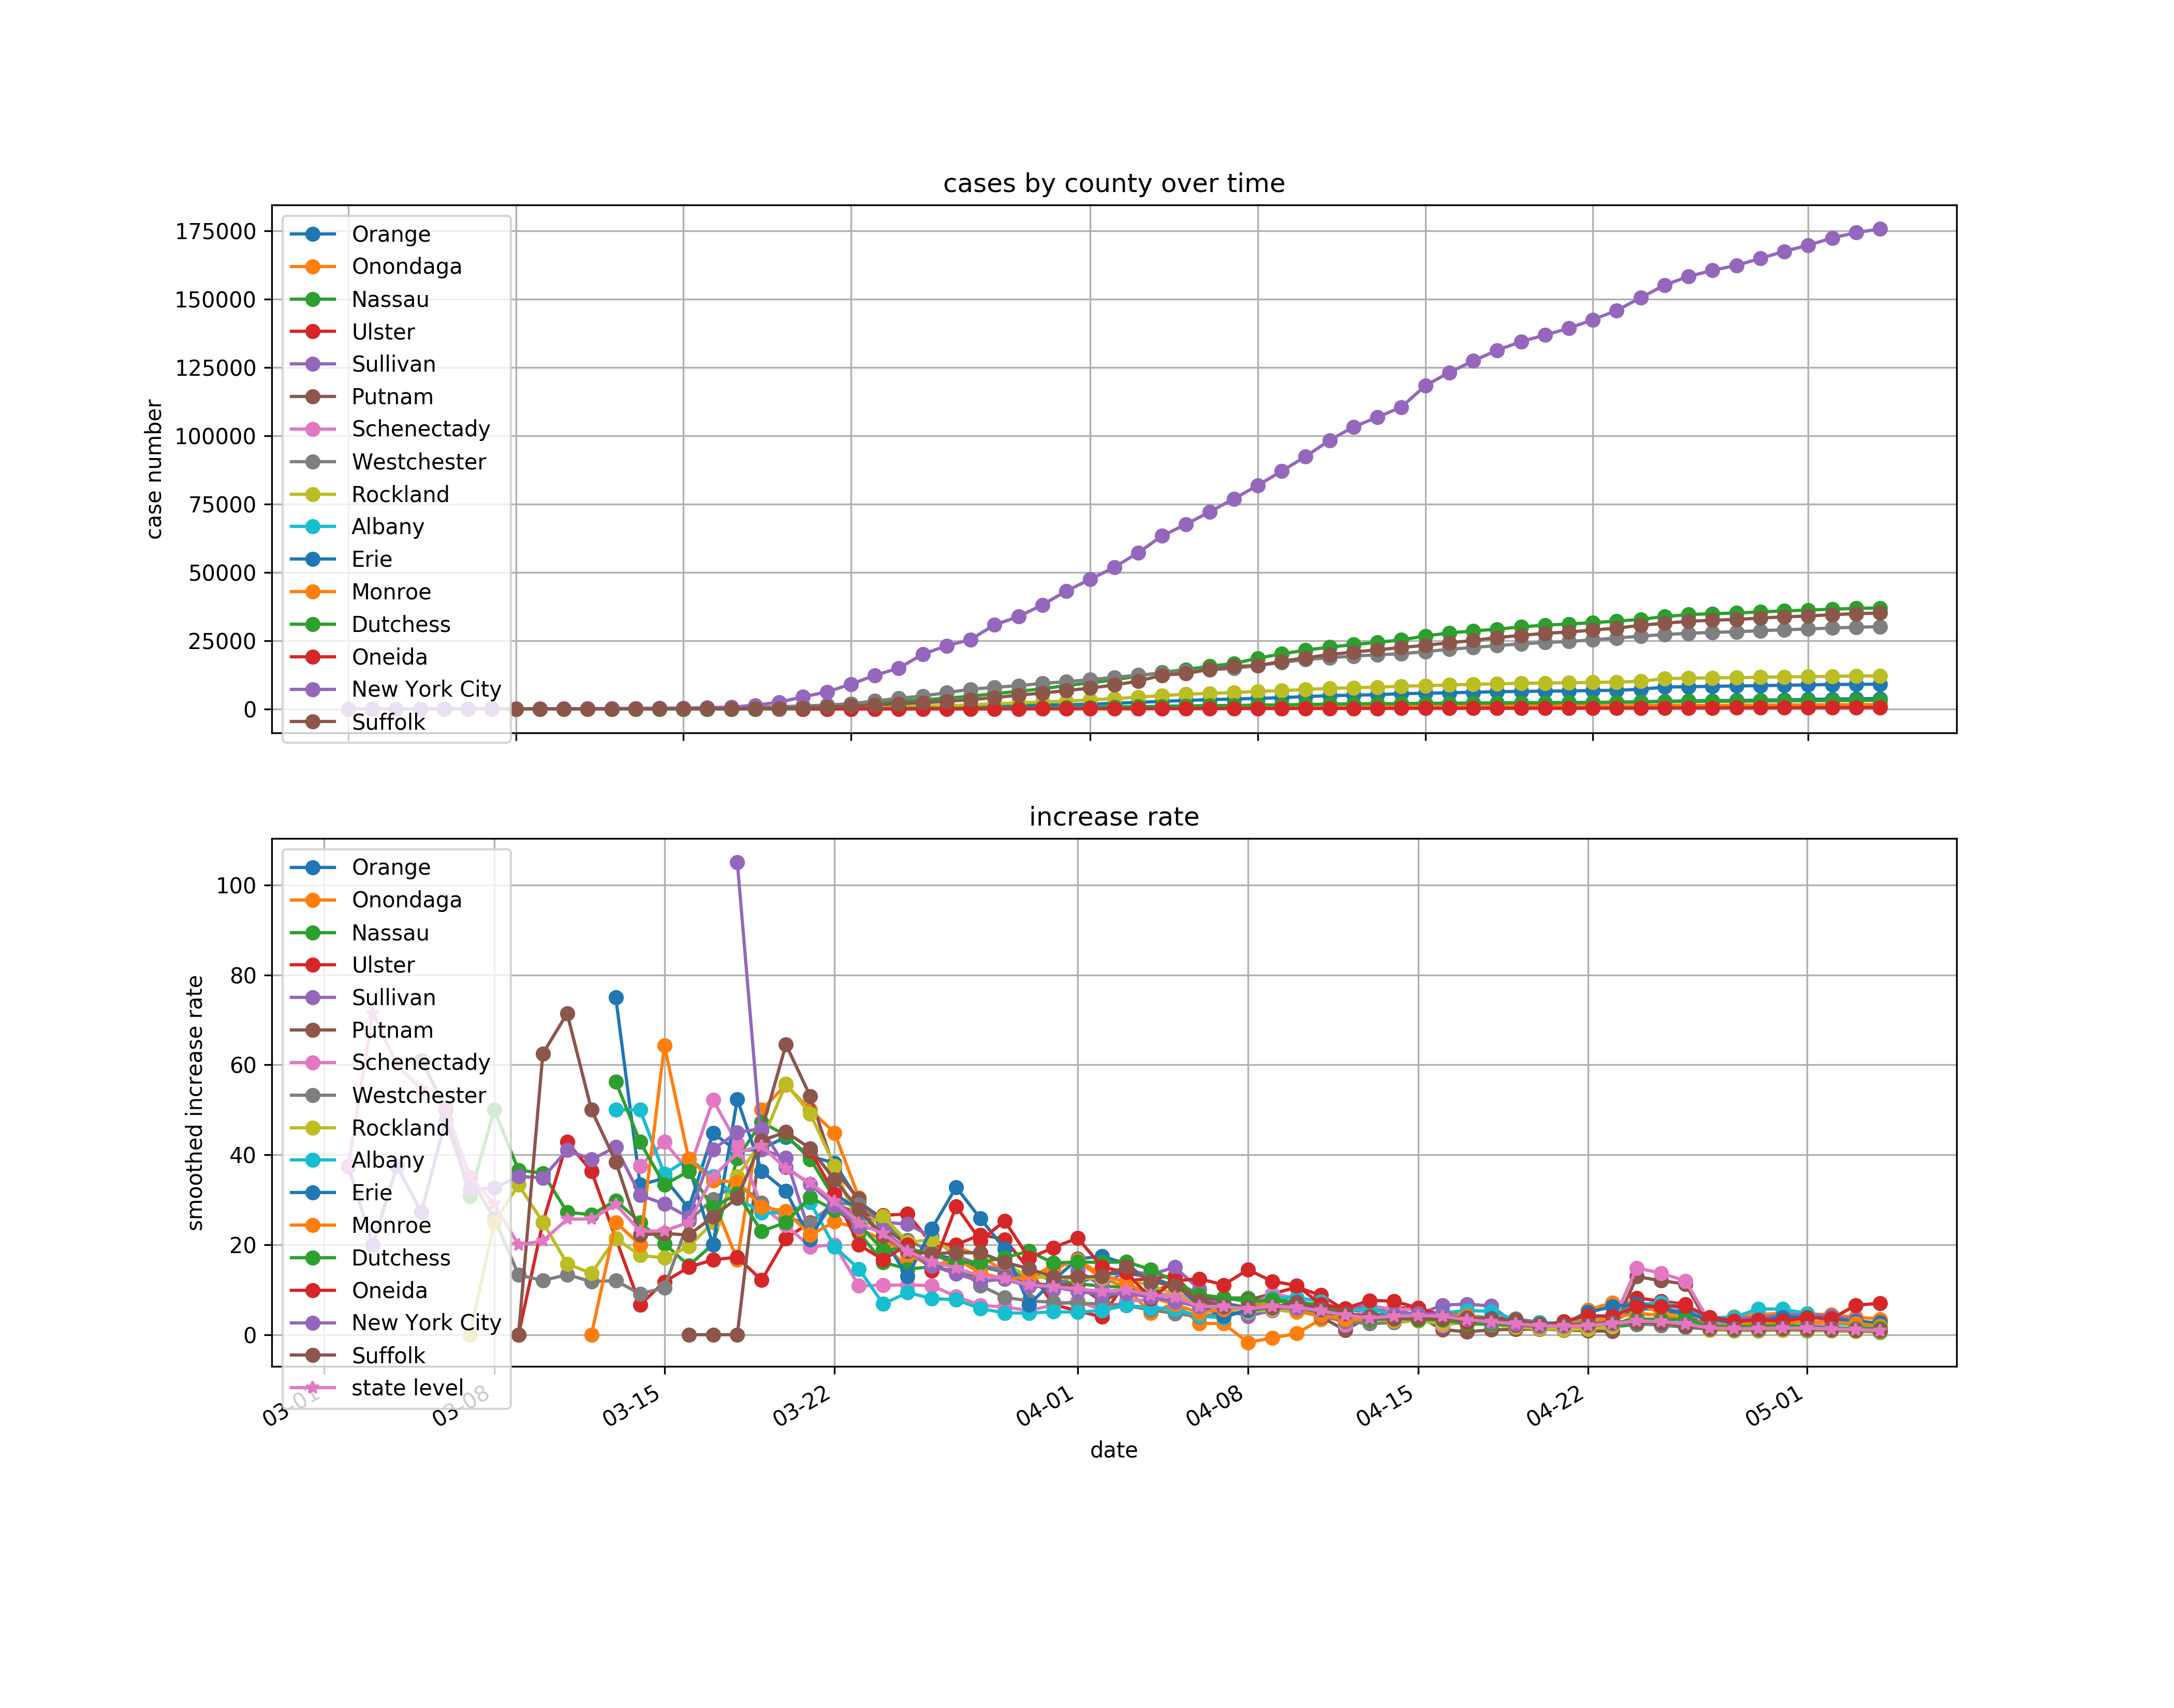 cases by county over time
175000
150000
125000
100000
75000
50000
25000
0
case number
Orange
Onondaga
Nassau
Ulster
Sullivan
Putnam
Schenectady
Westchester
Rockland
Albany
Erie
Monroe
Dutchess
Oneida
New York City
Suffolk
increase rate
100
80
60
40
20
0
smoothed increase rate
Orange
Onondaga
Nassau
Ulster
Sullivan
Putnam
Schenectady
Westchester
Rockland
Albany
Erie
Monroe
Dutchess
Oneida
New York City
Suffolk
state level
03-01 03-08 03-15 03-22 04-01 04-08 04-15 04-22 05-01
date